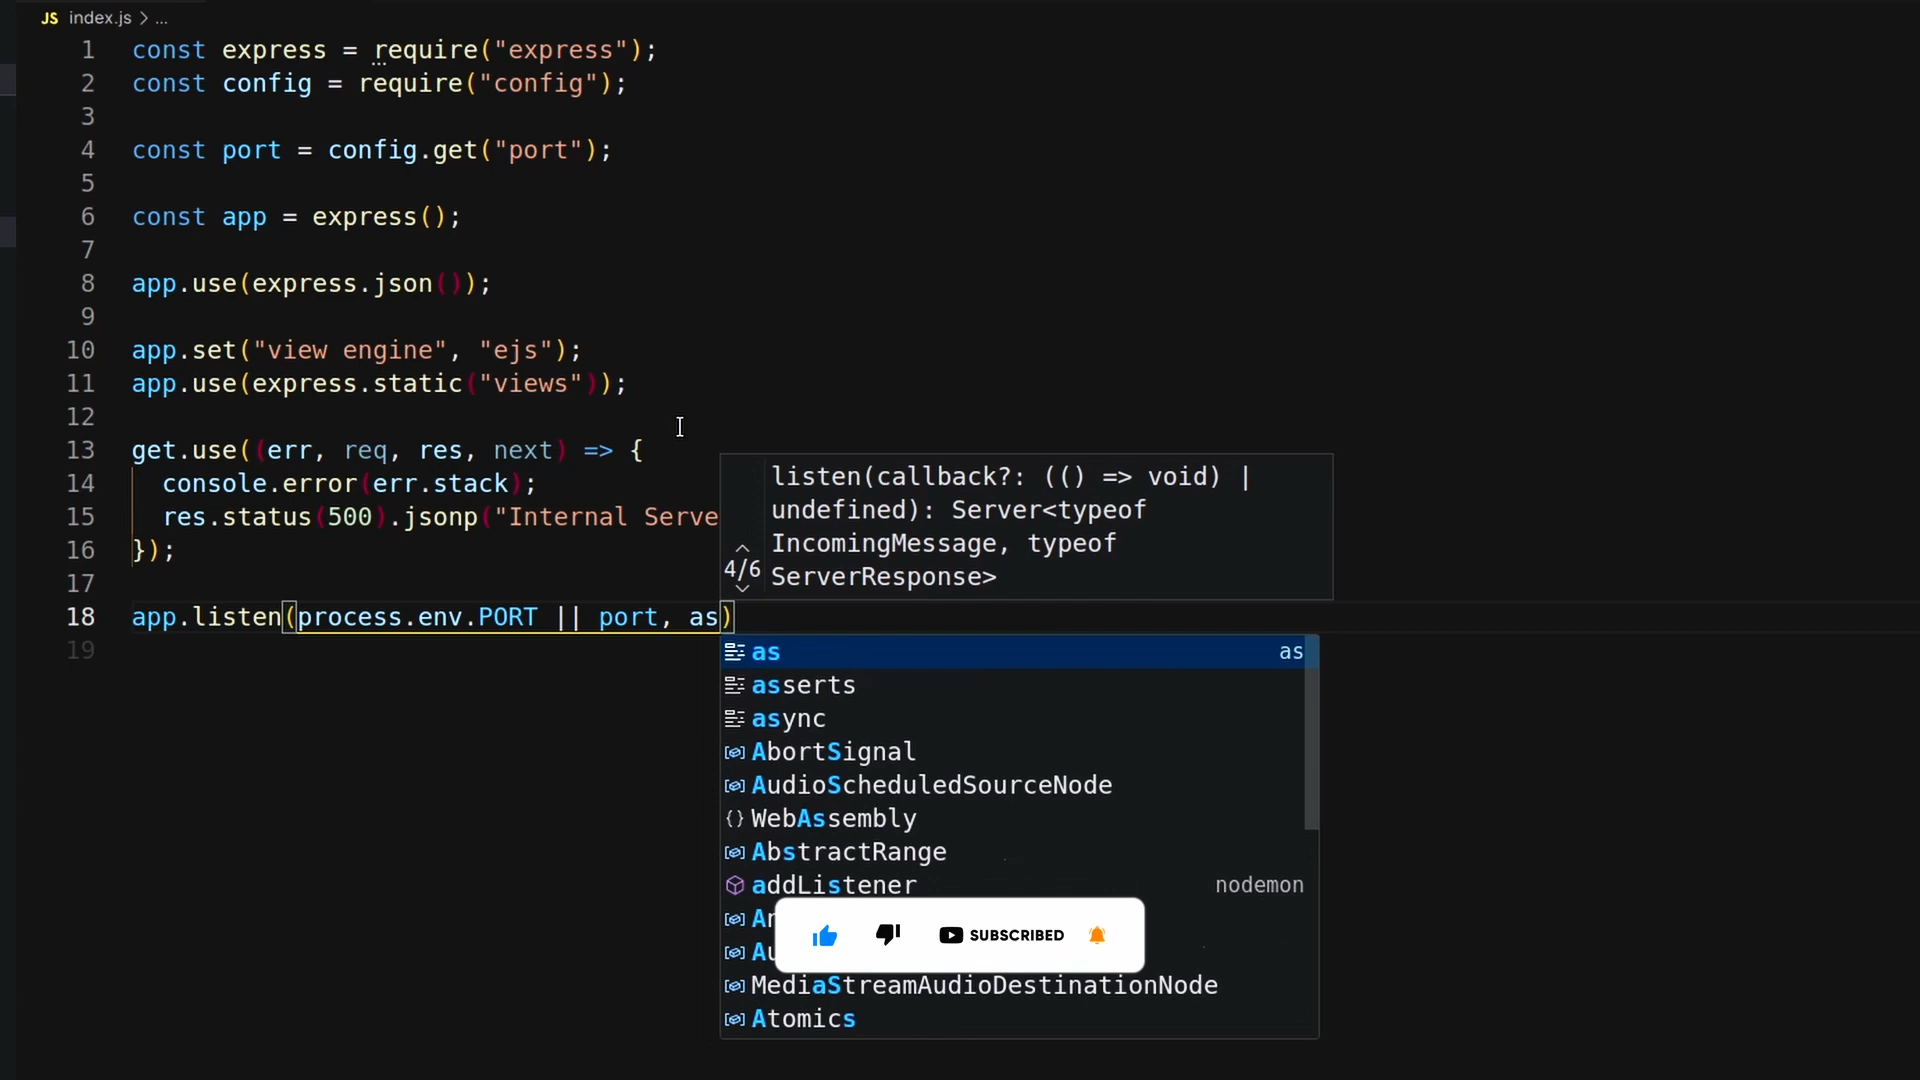 JS index.js > ...
1 const express = require("express");
2 const config = require("config");
3
4 const port = config.get("port");
5
6 const app = express();
7
8 app.use(express.json());
9
10 app.set("view engine", "ejs");
11 app.use(express.static("views"));
12
13 get.use((err, req, res, next) => {
14 console.error(err.stack);
15 res.status(500).jsonp("Internal Serve
16 });
17
18 app.listen(process.env.PORT || port, as)
19
listen(callback?: (() => void) |
undefined): Server<typeof
IncomingMessage, typeof
ServerResponse>
4/6
as as
asserts
async
AbortSignal
AudioScheduledSourceNode
WebAssembly
AbstractRange
addListener nodemon
SUBSCRIBED
MediaStreamAudioDestinationNode
Atomics